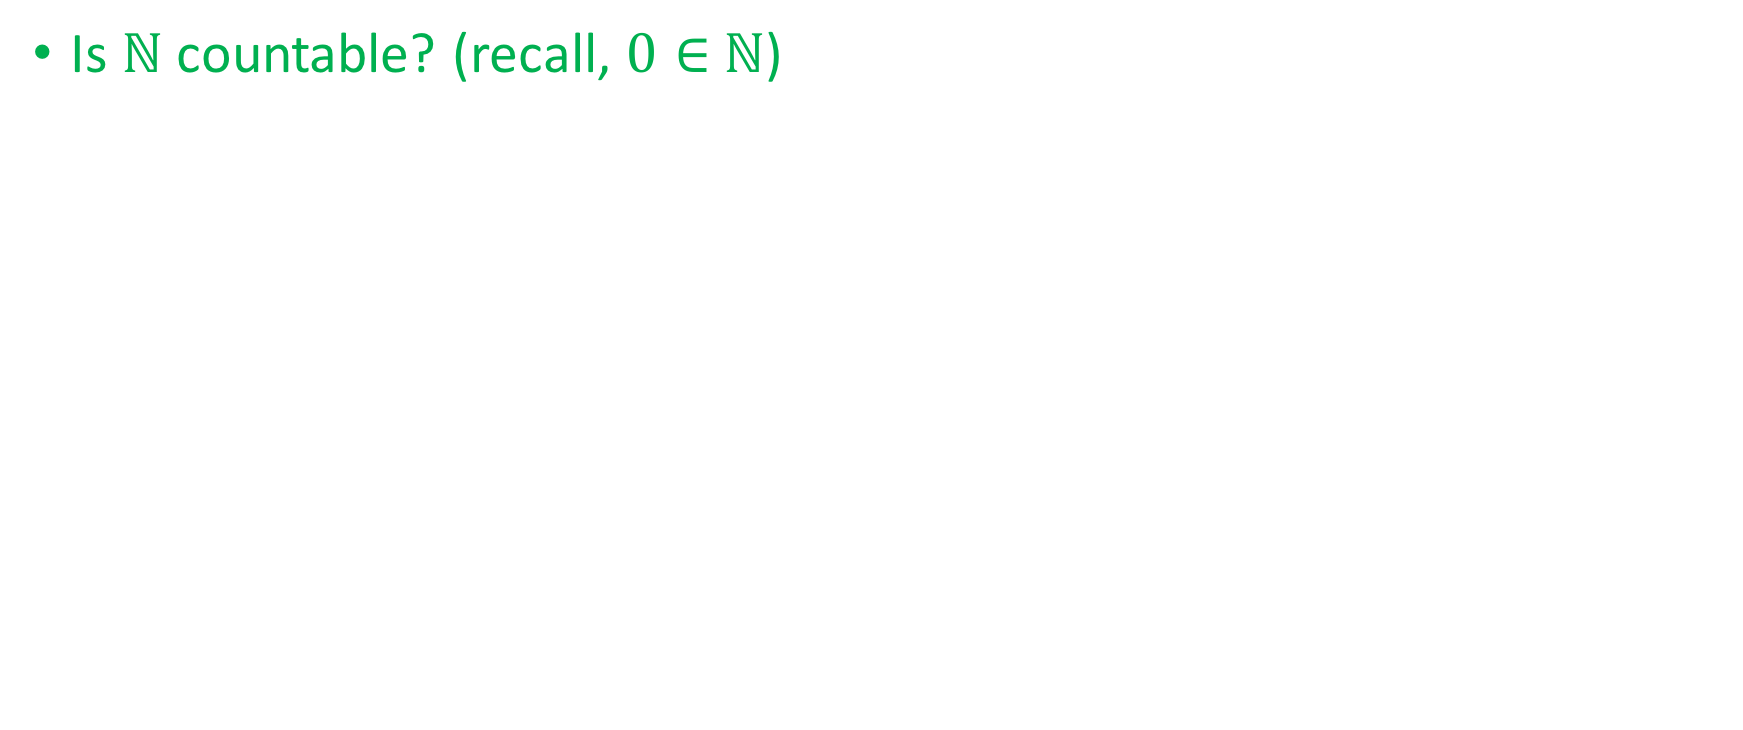 • Is ℕ countable? (recall, 0 ∈ ℕ)